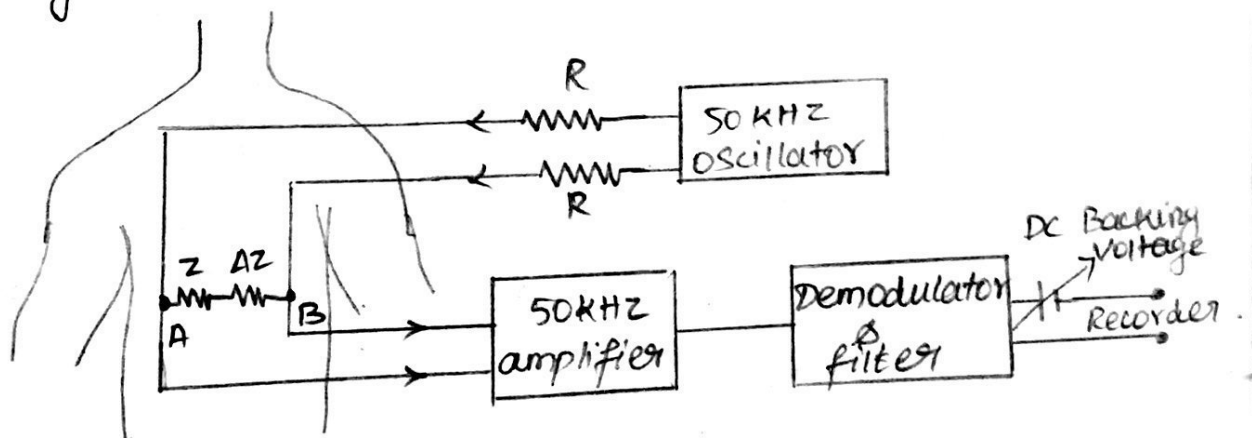 R
50 KHZ
oscillator
R
DC Backing
Voltage
Z ΔZ
A
B
50KHZ
amplifier
Demodulator
&
filter
Recorder.